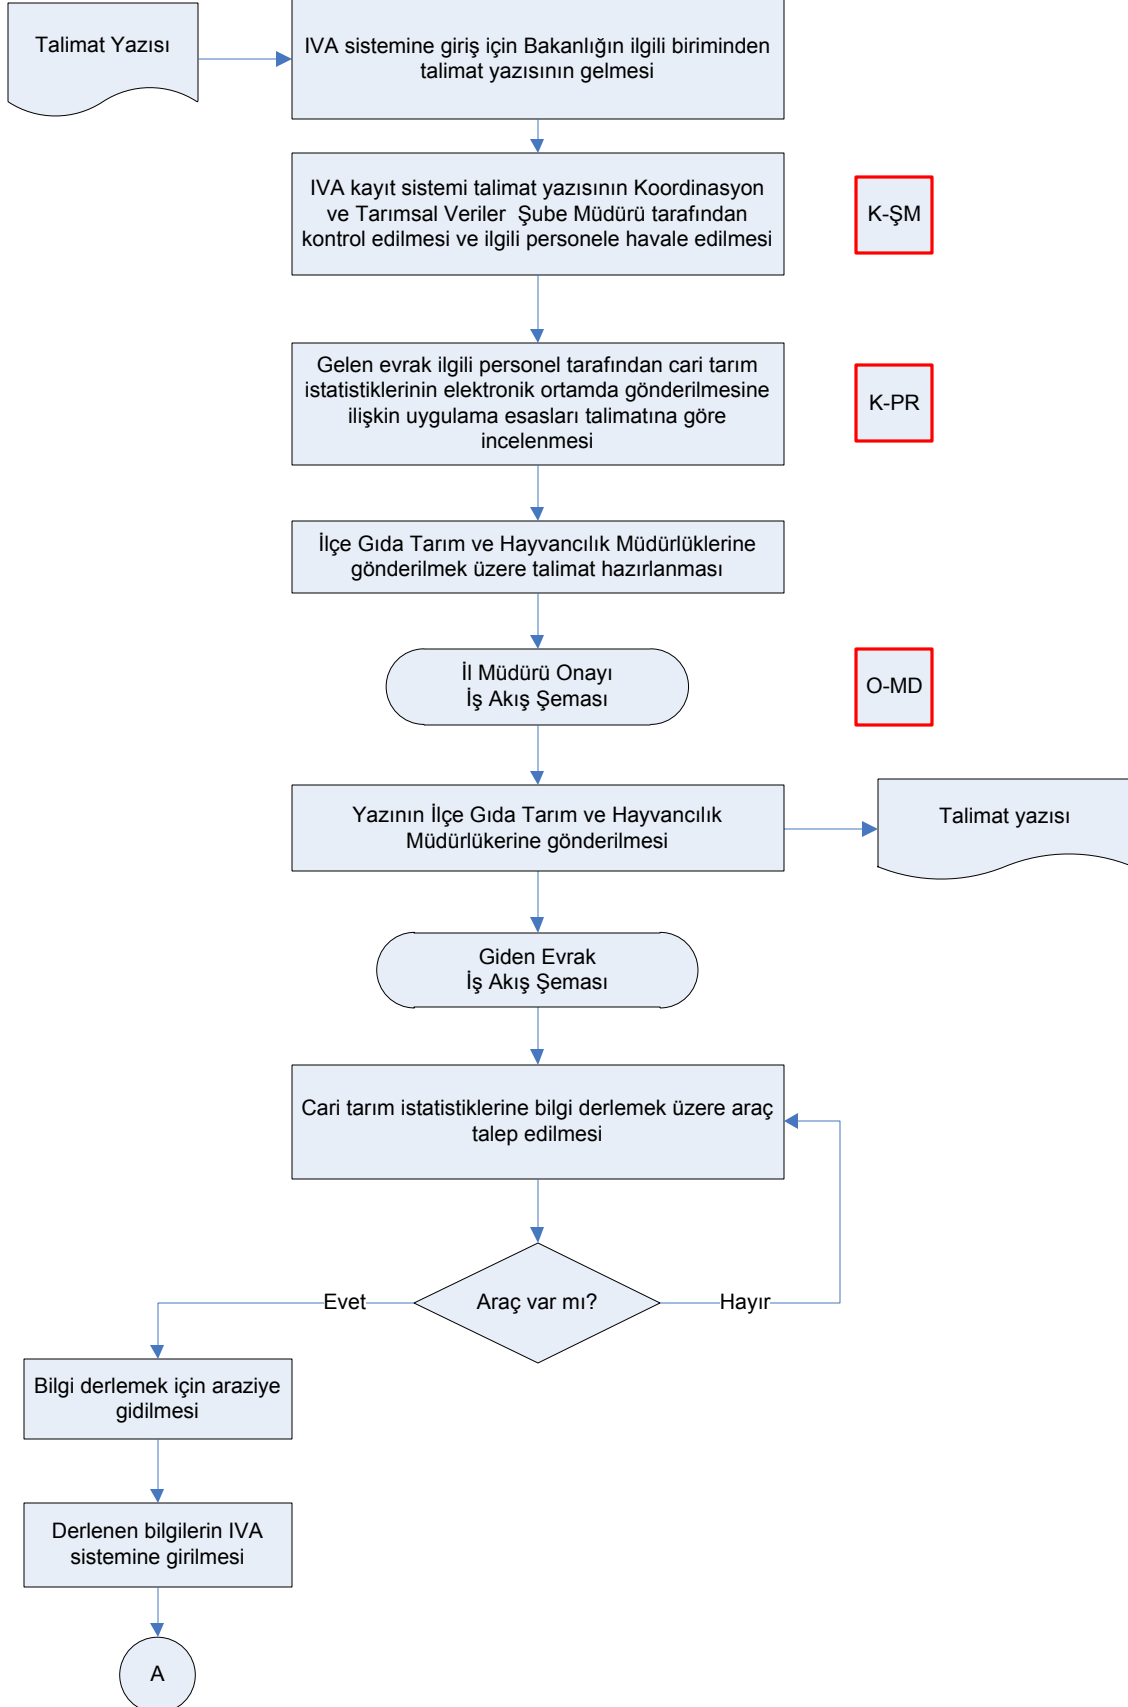 Talimat Yazısı
IVA sistemine giriş için Bakanlığın ilgili biriminden
talimat yazısının gelmesi
IVA kayıt sistemi talimat yazısının Koordinasyon
ve Tarımsal Veriler  Şube Müdürü tarafından
kontrol edilmesi ve ilgili personele havale edilmesi
K-ŞM
Gelen evrak ilgili personel tarafından cari tarım
istatistiklerinin elektronik ortamda gönderilmesine
ilişkin uygulama esasları talimatına göre
incelenmesi
K-PR
İlçe Gıda Tarım ve Hayvancılık Müdürlüklerine
gönderilmek üzere talimat hazırlanması
İl Müdürü Onayı
İş Akış Şeması
O-MD
Yazının İlçe Gıda Tarım ve Hayvancılık
Müdürlükerine gönderilmesi
Talimat yazısı
Giden Evrak
İş Akış Şeması
Cari tarım istatistiklerine bilgi derlemek üzere araç
talep edilmesi
Evet
Araç var mı?
Hayır
Bilgi derlemek için araziye
gidilmesi
Derlenen bilgilerin IVA
sistemine girilmesi
A